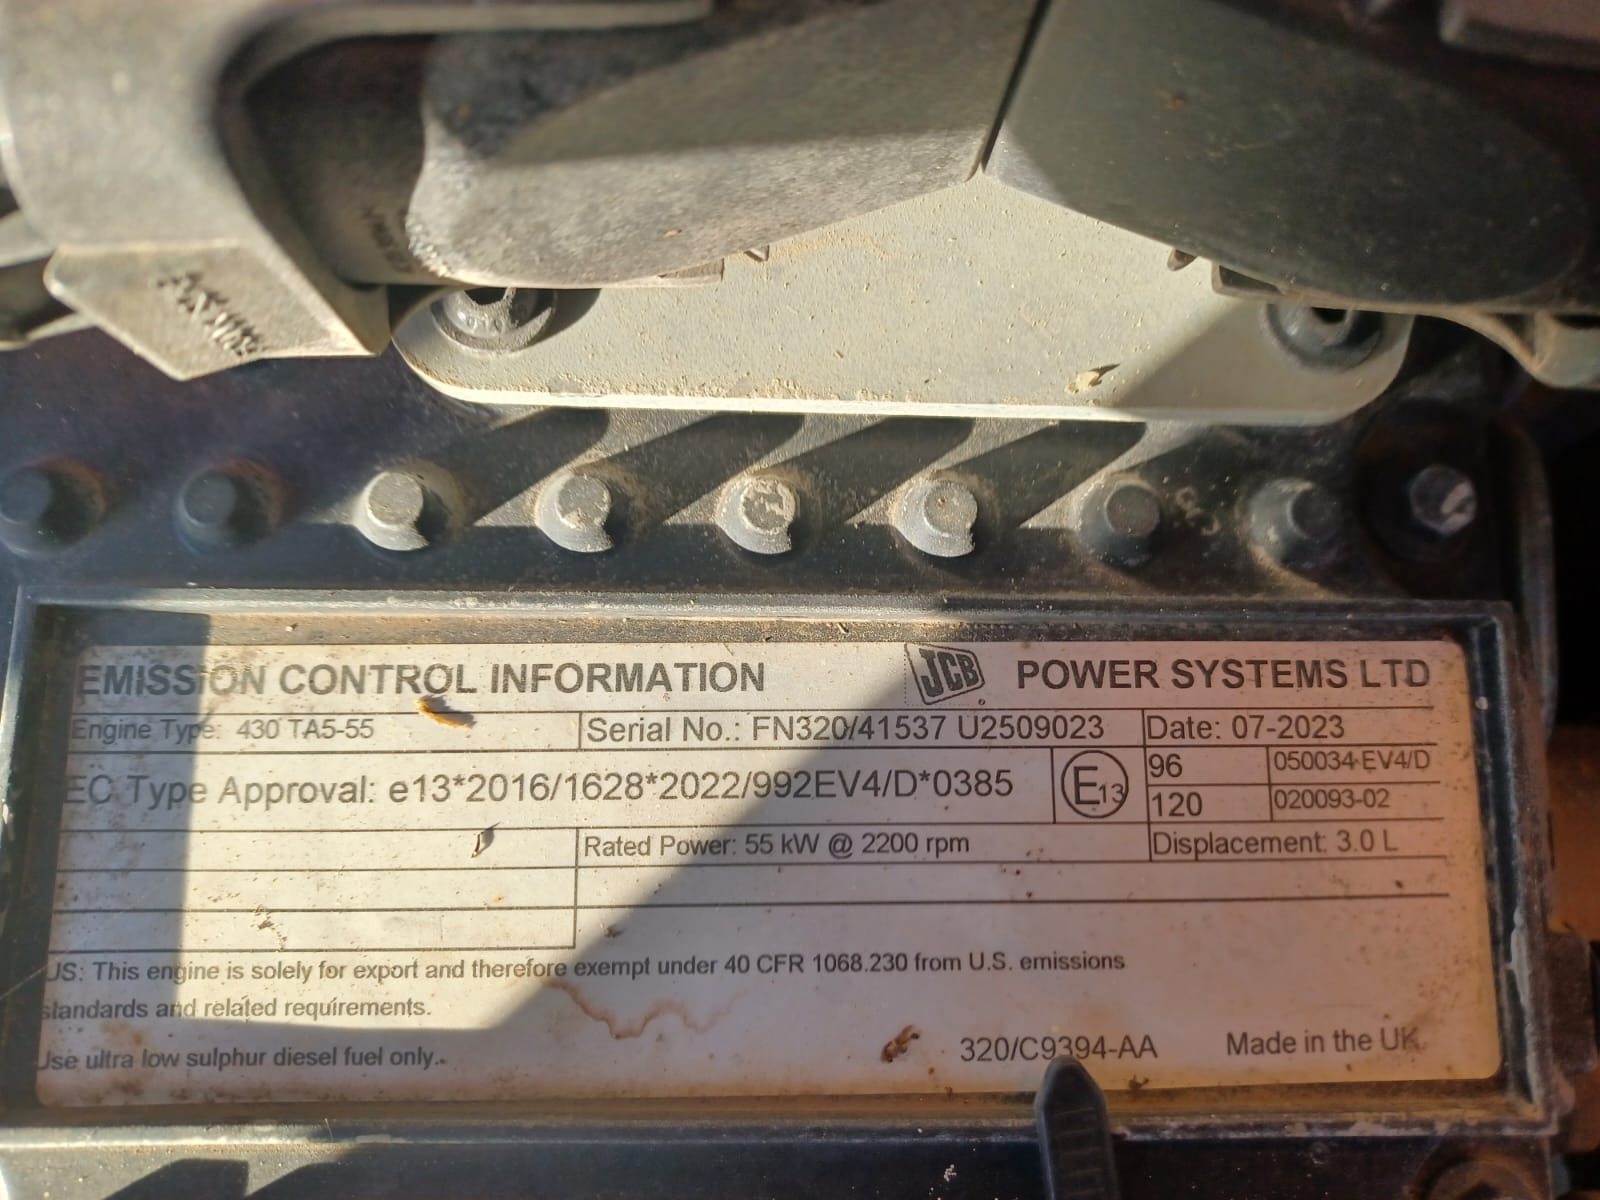 EMISSION CONTROL INFORMATION JCB POWER SYSTEMS LTD
Engine Type: 430 TA5-55 Serial No.: FN320/41537 U2509023 Date: 07-2023
EC Type Approval: e13*2016/1628*2022/992EV4/D*0385 E13 96 050034-EV4/D
120 020093-02
Rated Power: 55 kW @ 2200 rpm Displacement: 3.0 L
US: This engine is solely for export and therefore exempt under 40 CFR 1068.230 from U.S. emissions
standards and related requirements.
Use ultra low sulphur diesel fuel only.
320/C9394-AA Made in the UK.